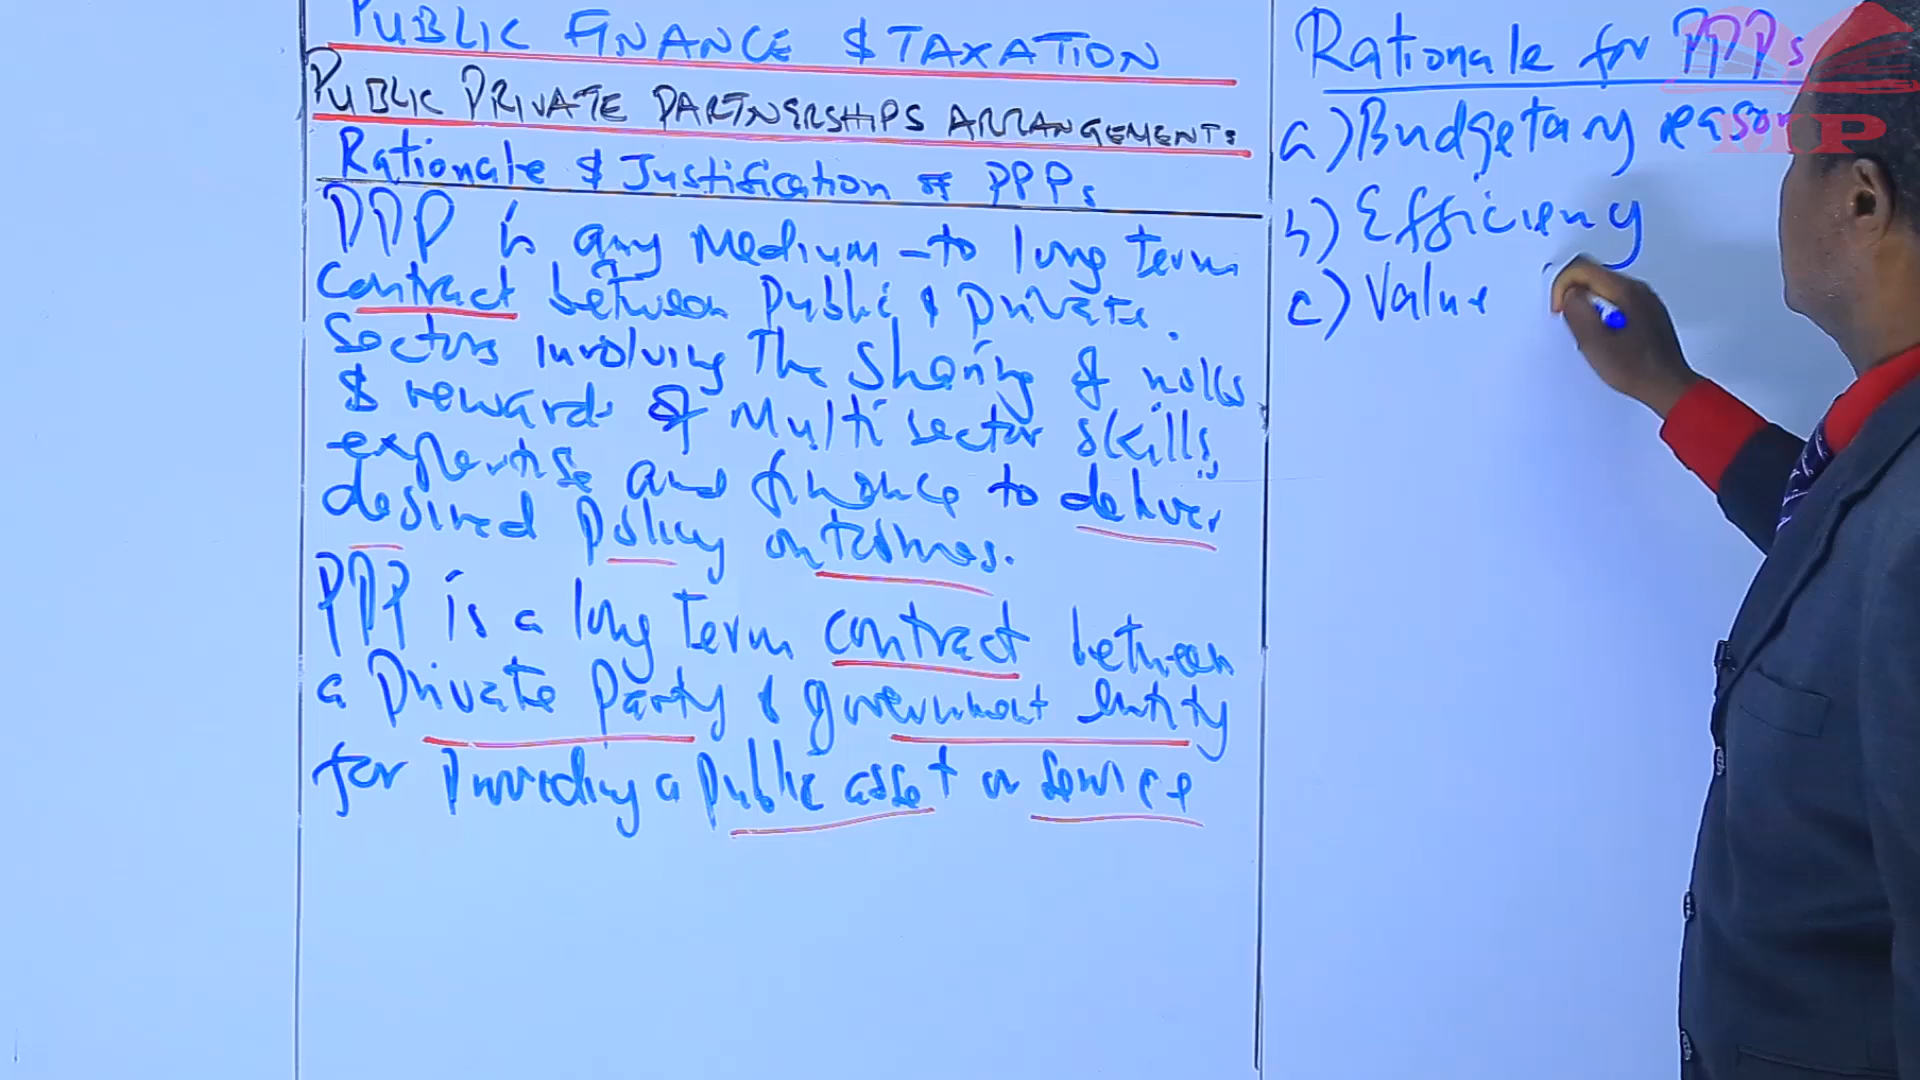 PUBLIC FINANCE & TAXATION
PUBLIC PRIVATE PARTNERSHIPS ARRANGEMENTS
Rationale & Justification of PPPs
PPP is any medium-to long term
contract between public & private
sectors involving the sharing of risks
& rewards of multi sector skills,
expertise and finance to deliver
desired policy outcomes.
PPP is a long term contract between
a private party & government entity
for providing a public asset or service
Rationale for PPPs
a) Budgetary reason
b) Efficiency
c) Value
MP